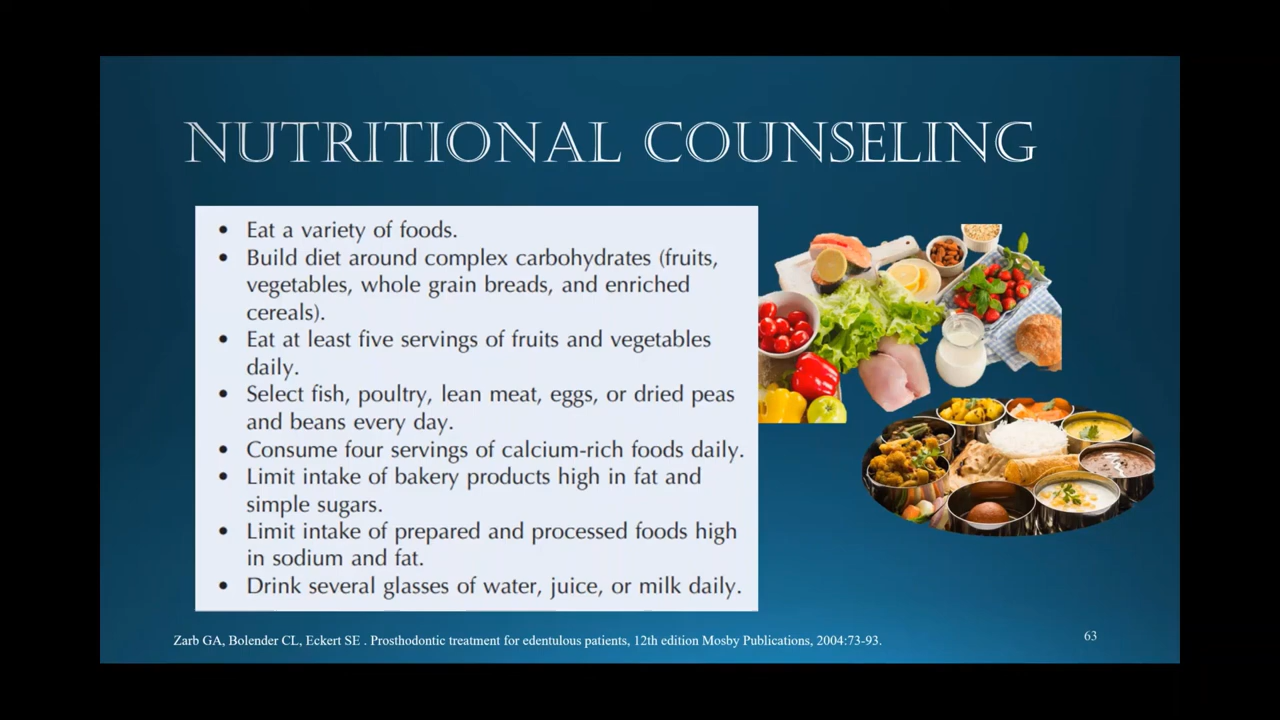 NUTRITIONAL COUNSELING
• Eat a variety of foods.
• Build diet around complex carbohydrates (fruits,
vegetables, whole grain breads, and enriched
cereals).
• Eat at least five servings of fruits and vegetables
daily.
• Select fish, poultry, lean meat, eggs, or dried peas
and beans every day.
• Consume four servings of calcium-rich foods daily.
• Limit intake of bakery products high in fat and
simple sugars.
• Limit intake of prepared and processed foods high
in sodium and fat.
• Drink several glasses of water, juice, or milk daily.
Zarb GA, Bolender CL, Eckert SE . Prosthodontic treatment for edentulous patients, 12th edition Mosby Publications, 2004:73-93.
63